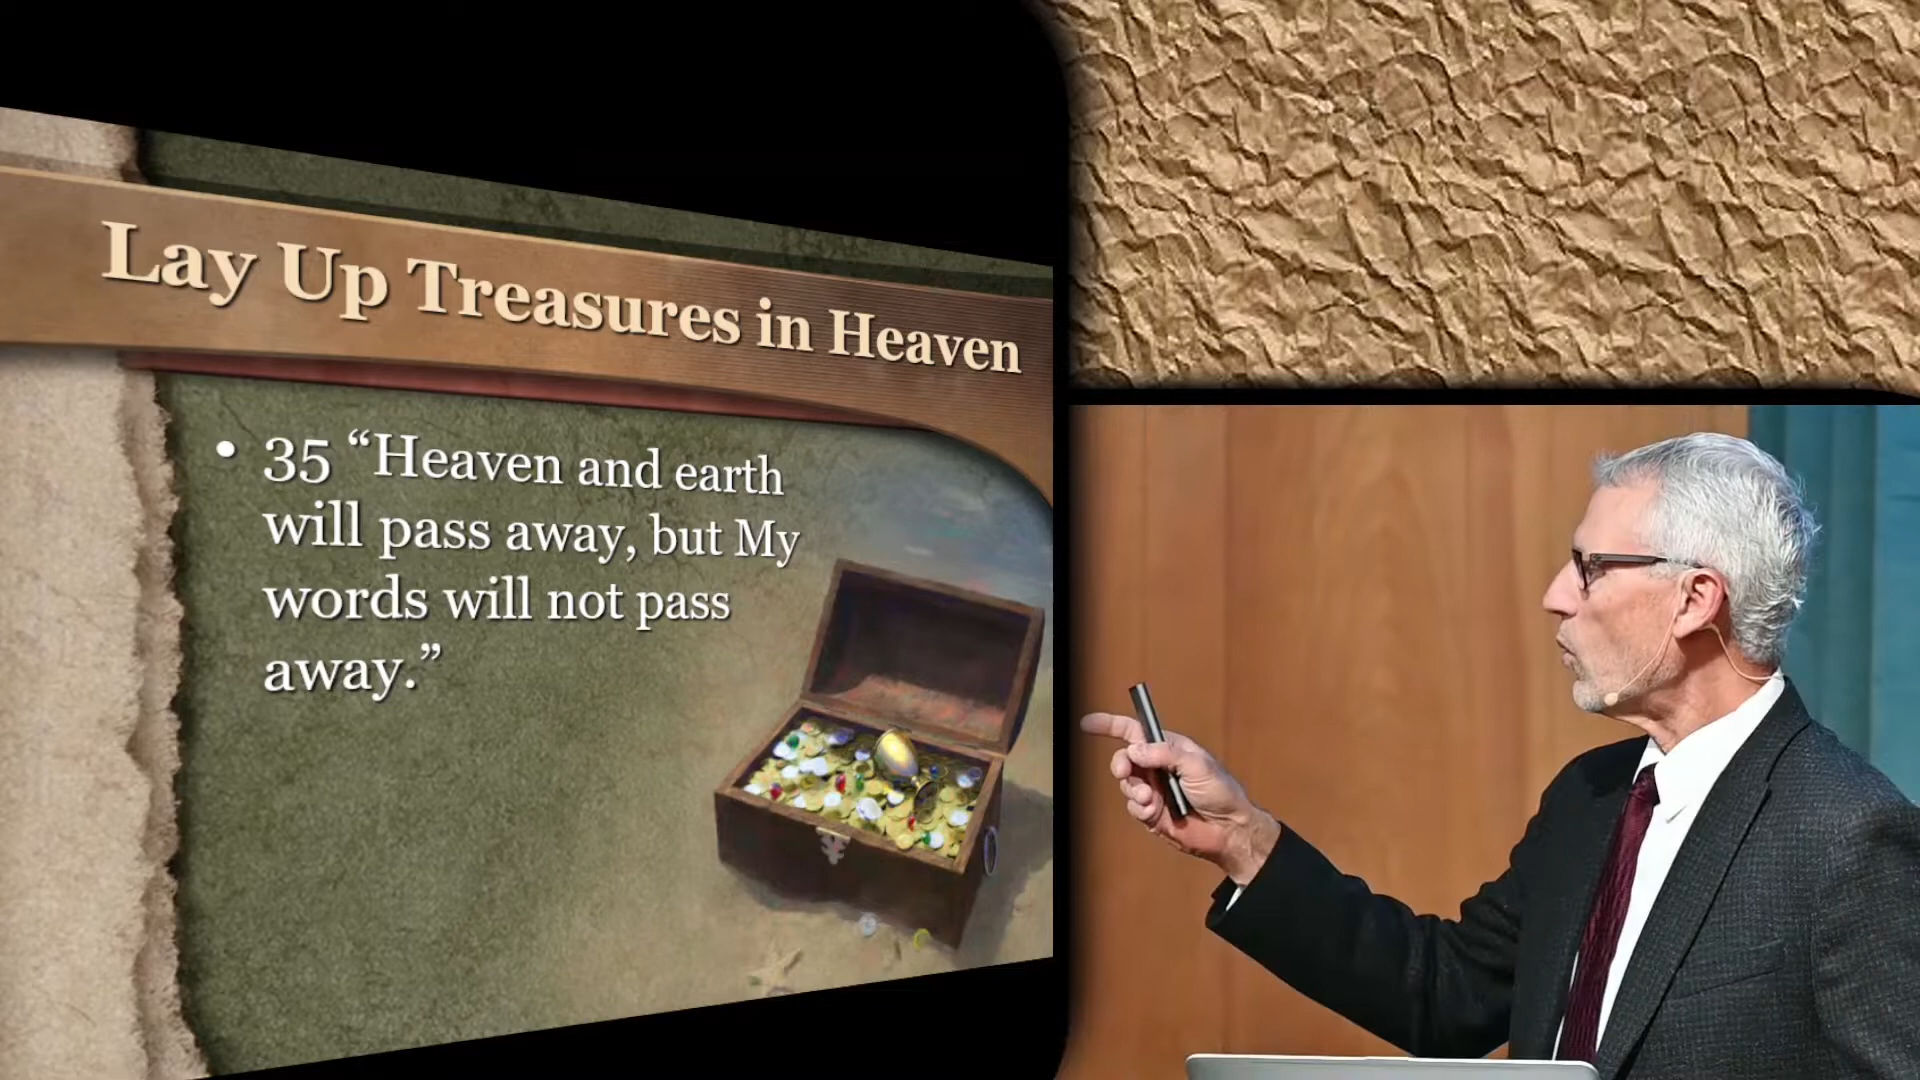 Lay Up Treasures in Heaven
• 35 “Heaven and earth
will pass away, but My
words will not pass
away.”